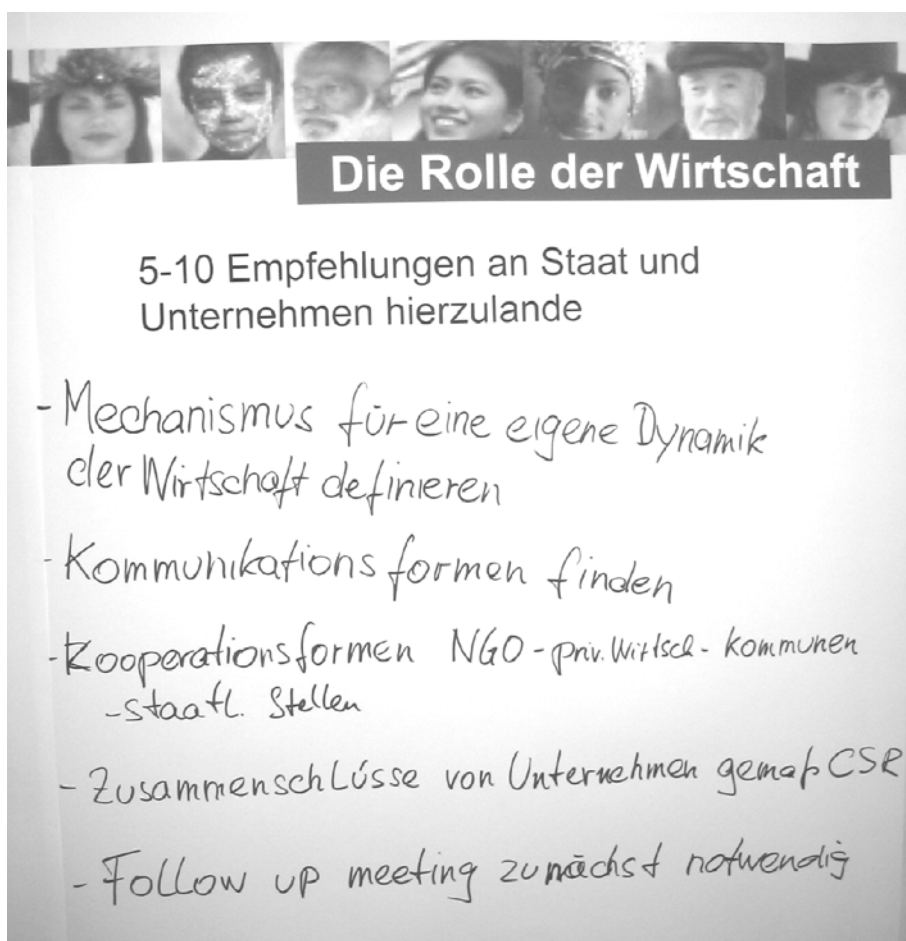 Die Rolle der Wirtschaft
5-10 Empfehlungen an Staat und
Unternehmen hierzulande
- Mechanismus für eine eigene Dynamik
der Wirtschaft definieren
- Kommunikationsformen finden
- Kooperationsformen NGO - priv. Wirtsch - Kommunen
- staatl. Stellen
- Zusammenschlüsse von Unternehmen gemäß CSR
- Follow up meeting zunächst notwendig